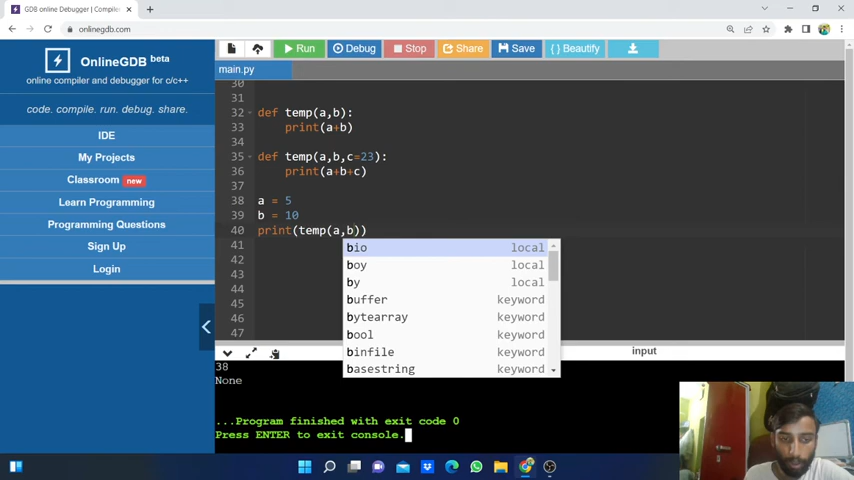 GDB online Debugger | Compiler
onlinegdb.com
OnlineGDB beta
online compiler and debugger for c/c++
code. compile. run. debug. share.
IDE
My Projects
Classroom new
Learn Programming
Programming Questions
Sign Up
Login
Run Debug Stop Share Save { } Beautify
main.py
30
31
32 def temp(a,b):
33 print(a+b)
34
35 def temp(a,b,c=23):
36 print(a+b+c)
37
38 a = 5
39 b = 10
40 print(temp(a,b))
41
42
43
44
45
46
47
bio local
boy local
by local
buffer keyword
bytearray keyword
bool keyword
binfile keyword
basestring keyword
input
38
None
...Program finished with exit code 0
Press ENTER to exit console.